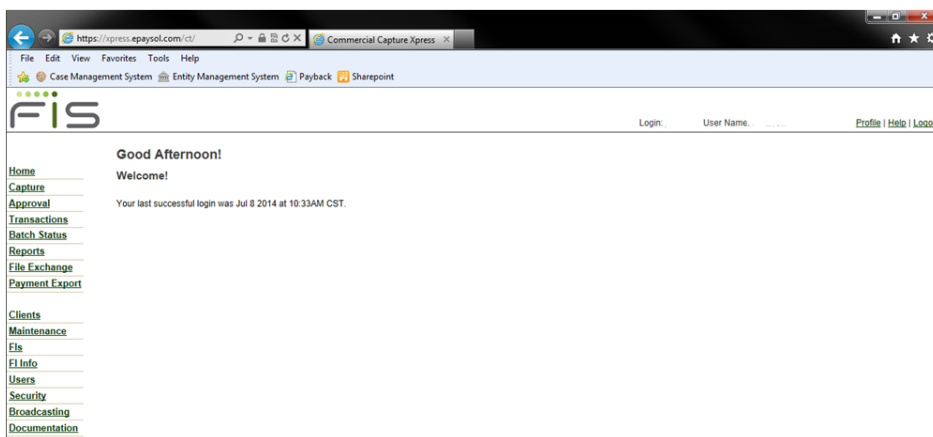 https://xpress.epaysol.com/ct/
Commercial Capture Xpress
File Edit View Favorites Tools Help
Case Management System Entity Management System Payback Sharepoint
FIS
Login: User Name. Profile | Help | Logo
Good Afternoon!
Welcome!
Your last successful login was Jul 8 2014 at 10:33AM CST.
Home
Capture
Approval
Transactions
Batch Status
Reports
File Exchange
Payment Export
Clients
Maintenance
FIs
FI Info
Users
Security
Broadcasting
Documentation